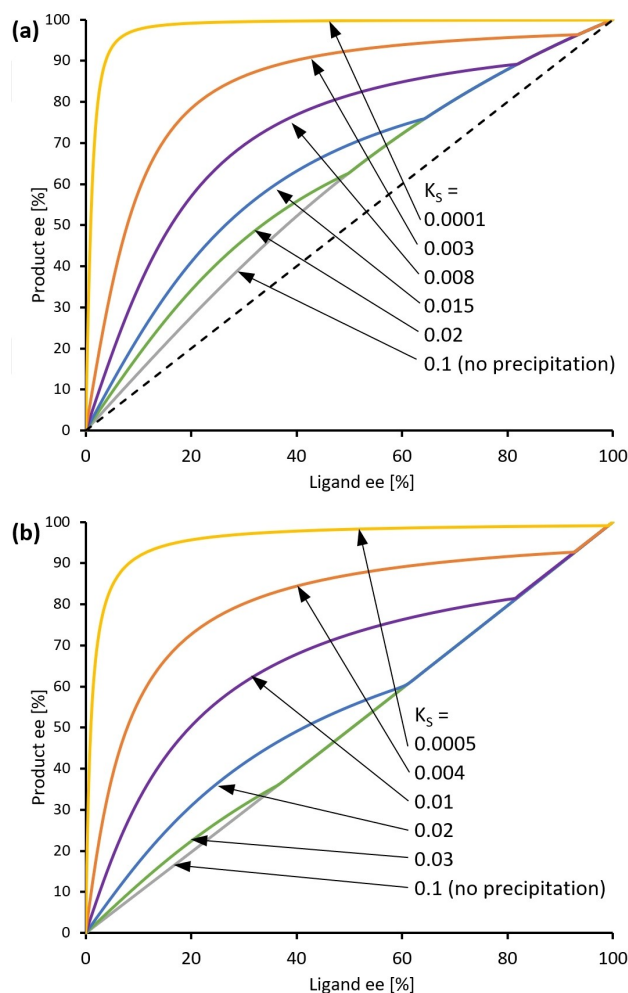 (a)
100
90
80
70
60
50
40
30
20
10
0
Product ee [%]
K_S =
0.0001
0.003
0.008
0.015
0.02
0.1 (no precipitation)
0 20 40 60 80 100
Ligand ee [%]
(b)
100
90
80
70
60
50
40
30
20
10
0
Product ee [%]
K_S =
0.0005
0.004
0.01
0.02
0.03
0.1 (no precipitation)
0 20 40 60 80 100
Ligand ee [%]